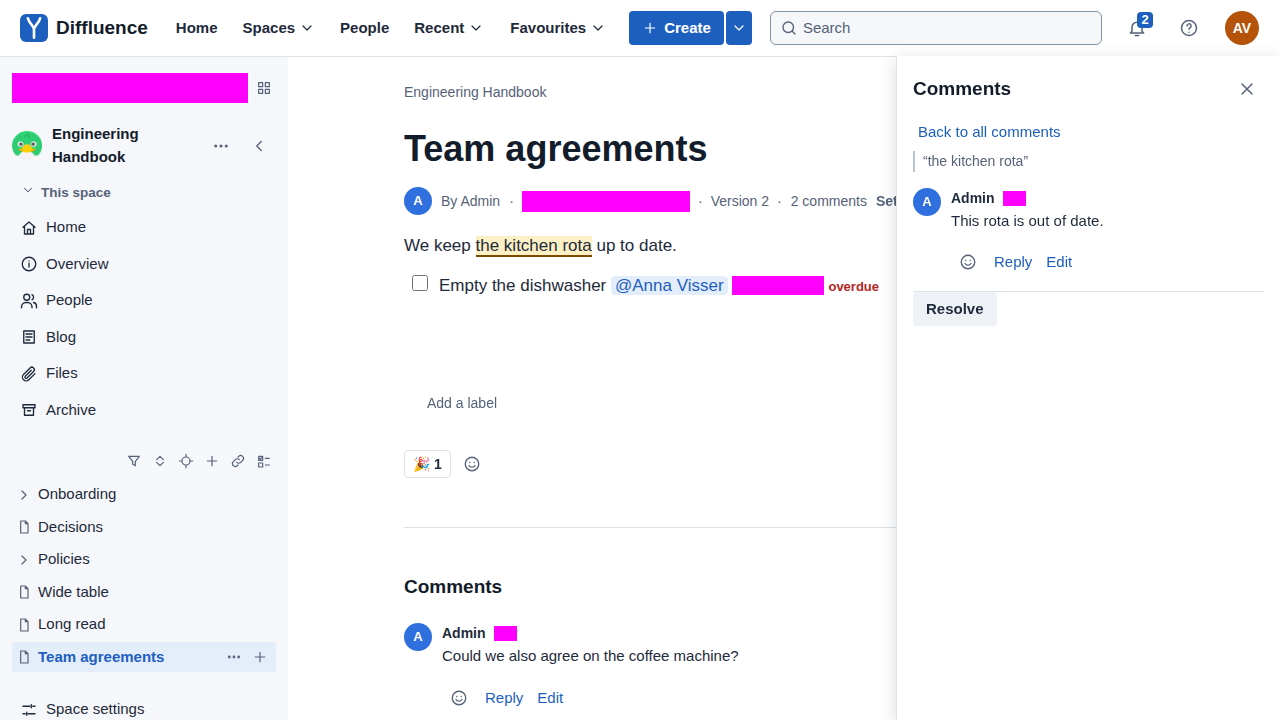 Diffluence Home Spaces People Recent Favourites Create Search 2 AV
Engineering Handbook
This space
Home
Overview
People
Blog
Files
Archive
Onboarding
Decisions
Policies
Wide table
Long read
Team agreements
Space settings
Engineering Handbook
Team agreements
A By Admin · · Version 2 · 2 comments Set
We keep the kitchen rota up to date.
Empty the dishwasher @Anna Visser overdue
Add a label
🎉 1
Comments
A Admin
Could we also agree on the coffee machine?
Reply Edit
Comments
Back to all comments
“the kitchen rota”
A Admin
This rota is out of date.
Reply Edit
Resolve